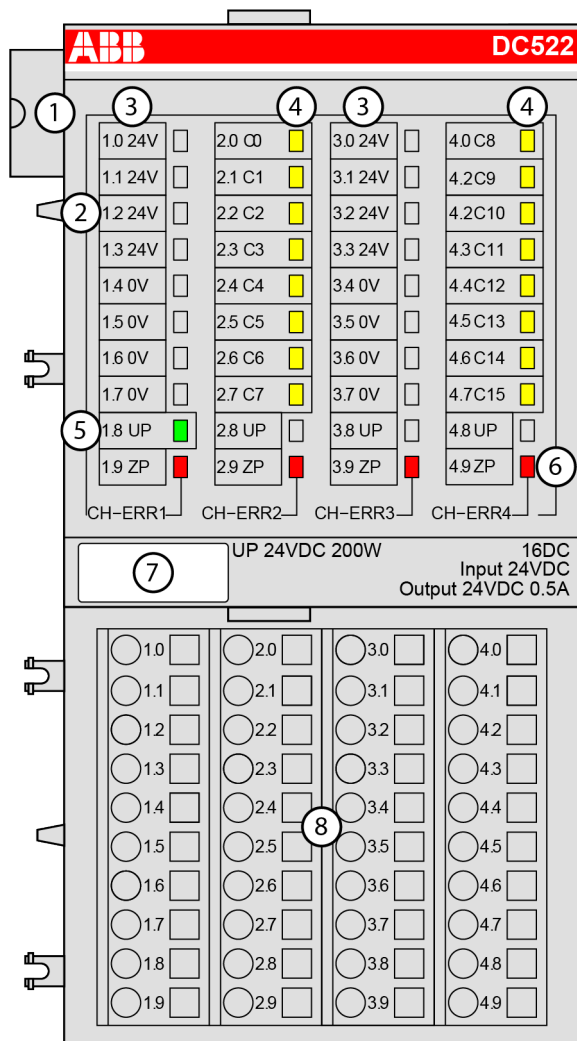 ABB DC522
1 3 4 3 4
1.0 24V 2.0 C0 3.0 24V 4.0 C8
1.1 24V 2.1 C1 3.1 24V 4.2C9
2 1.2 24V 2.2 C2 3.2 24V 4.2C10
1.3 24V 2.3 C3 3.3 24V 4.3 C11
1.4 0V 2.4 C4 3.4 0V 4.4C12
1.5 0V 2.5 C5 3.5 0V 4.5 C13
1.6 0V 2.6 C6 3.6 0V 4.6 C14
1.7 0V 2.7 C7 3.7 0V 4.7C15
5 1.8 UP 2.8 UP 3.8 UP 4.8 UP
1.9 ZP 2.9 ZP 3.9 ZP 4.9 ZP 6
CH-ERR1 CH-ERR2 CH-ERR3 CH-ERR4
7 UP 24VDC 200W 16DC
Input 24VDC
Output 24VDC 0.5A
1.0 2.0 3.0 4.0
1.1 2.1 3.1 4.1
1.2 2.2 3.2 4.2
1.3 2.3 3.3 4.3
1.4 2.4 3.4 4.4
8
1.5 2.5 3.5 4.5
1.6 2.6 3.6 4.6
1.7 2.7 3.7 4.7
1.8 2.8 3.8 4.8
1.9 2.9 3.9 4.9